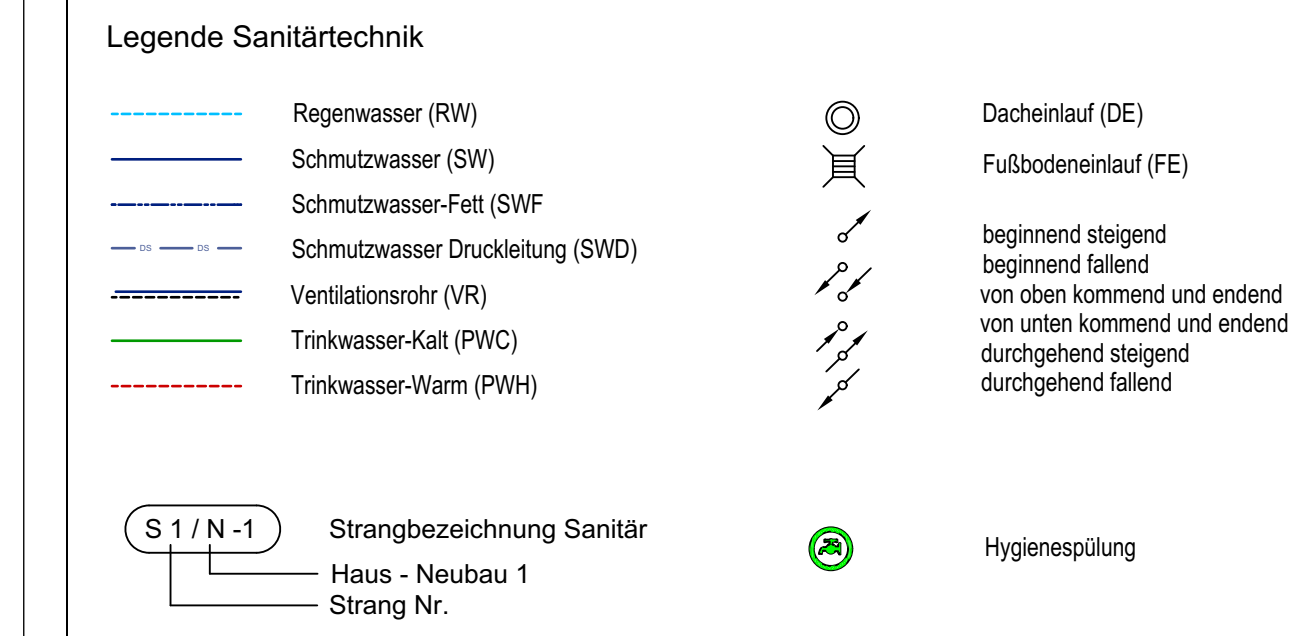 Legende Sanitärtechnik
Regenwasser (RW)
Schmutzwasser (SW)
Schmutzwasser-Fett (SWF
DS DS Schmutzwasser Druckleitung (SWD)
Ventilationsrohr (VR)
Trinkwasser-Kalt (PWC)
Trinkwasser-Warm (PWH)
Dacheinlauf (DE)
Fußbodeneinlauf (FE)
beginnend steigend
beginnend fallend
von oben kommend und endend
von unten kommend und endend
durchgehend steigend
durchgehend fallend
S 1 / N -1 Strangbezeichnung Sanitär
Haus - Neubau 1
Strang Nr.
Hygienespülung